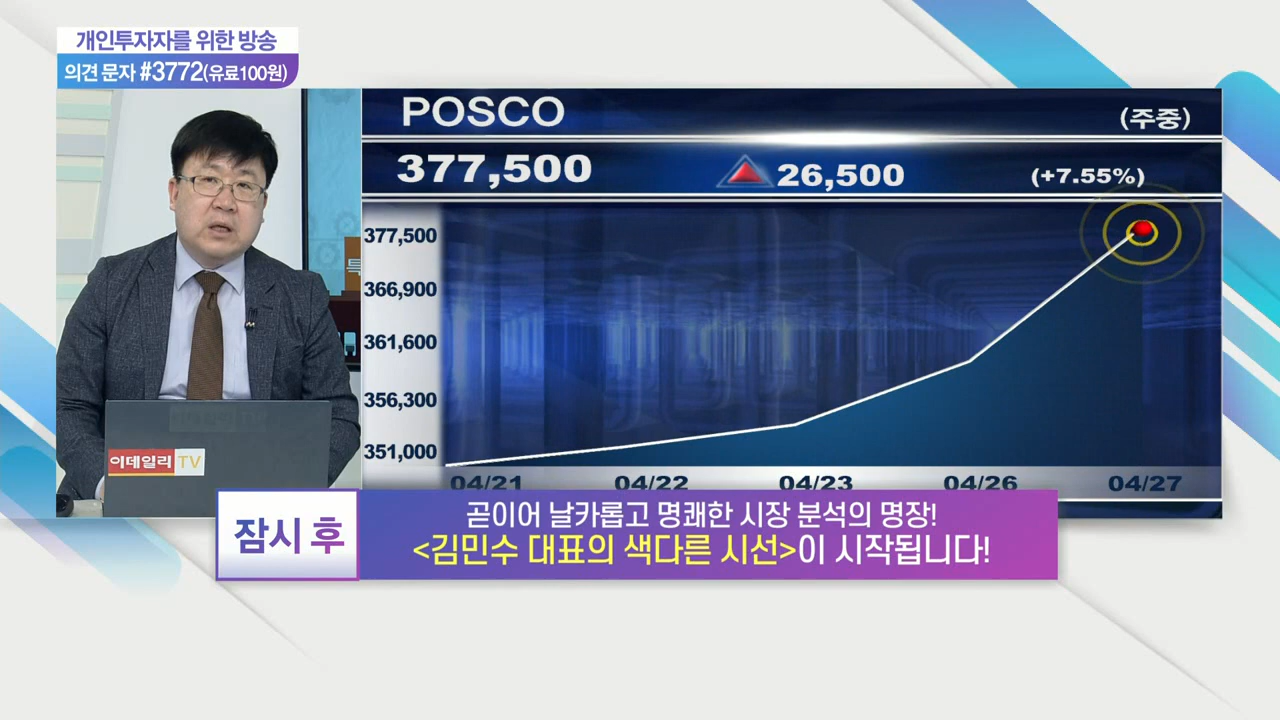 개인투자자를 위한 방송
의견 문자 #3772(유료100원)
POSCO
(주중)
377,500
26,500
(+7.55%)
377,500
366,900
361,600
356,300
351,000
04/21 04/22 04/23 04/26 04/27
특
이데일리TV
잠시 후
곧이어 날카롭고 명쾌한 시장 분석의 명장!
<김민수 대표의 색다른 시선>이 시작됩니다!